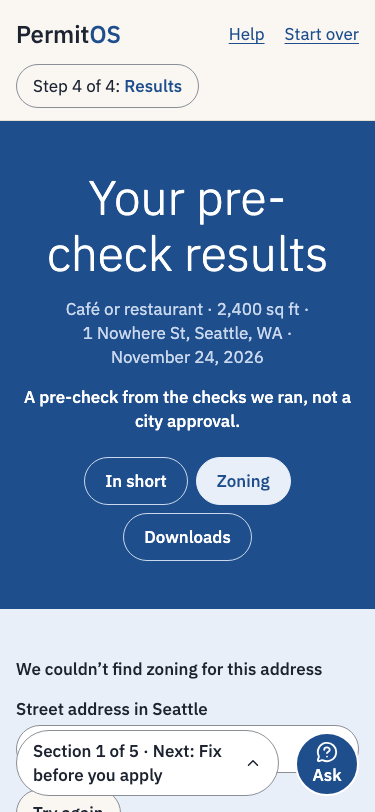 PermitOS
Help
Start over
Step 4 of 4: Results
Your pre-
check results
Café or restaurant · 2,400 sq ft ·
1 Nowhere St, Seattle, WA ·
November 24, 2026
A pre-check from the checks we ran, not a
city approval.
In short
Zoning
Downloads
We couldn’t find zoning for this address
Street address in Seattle
Section 1 of 5 · Next: Fix
before you apply
Ask
Try again